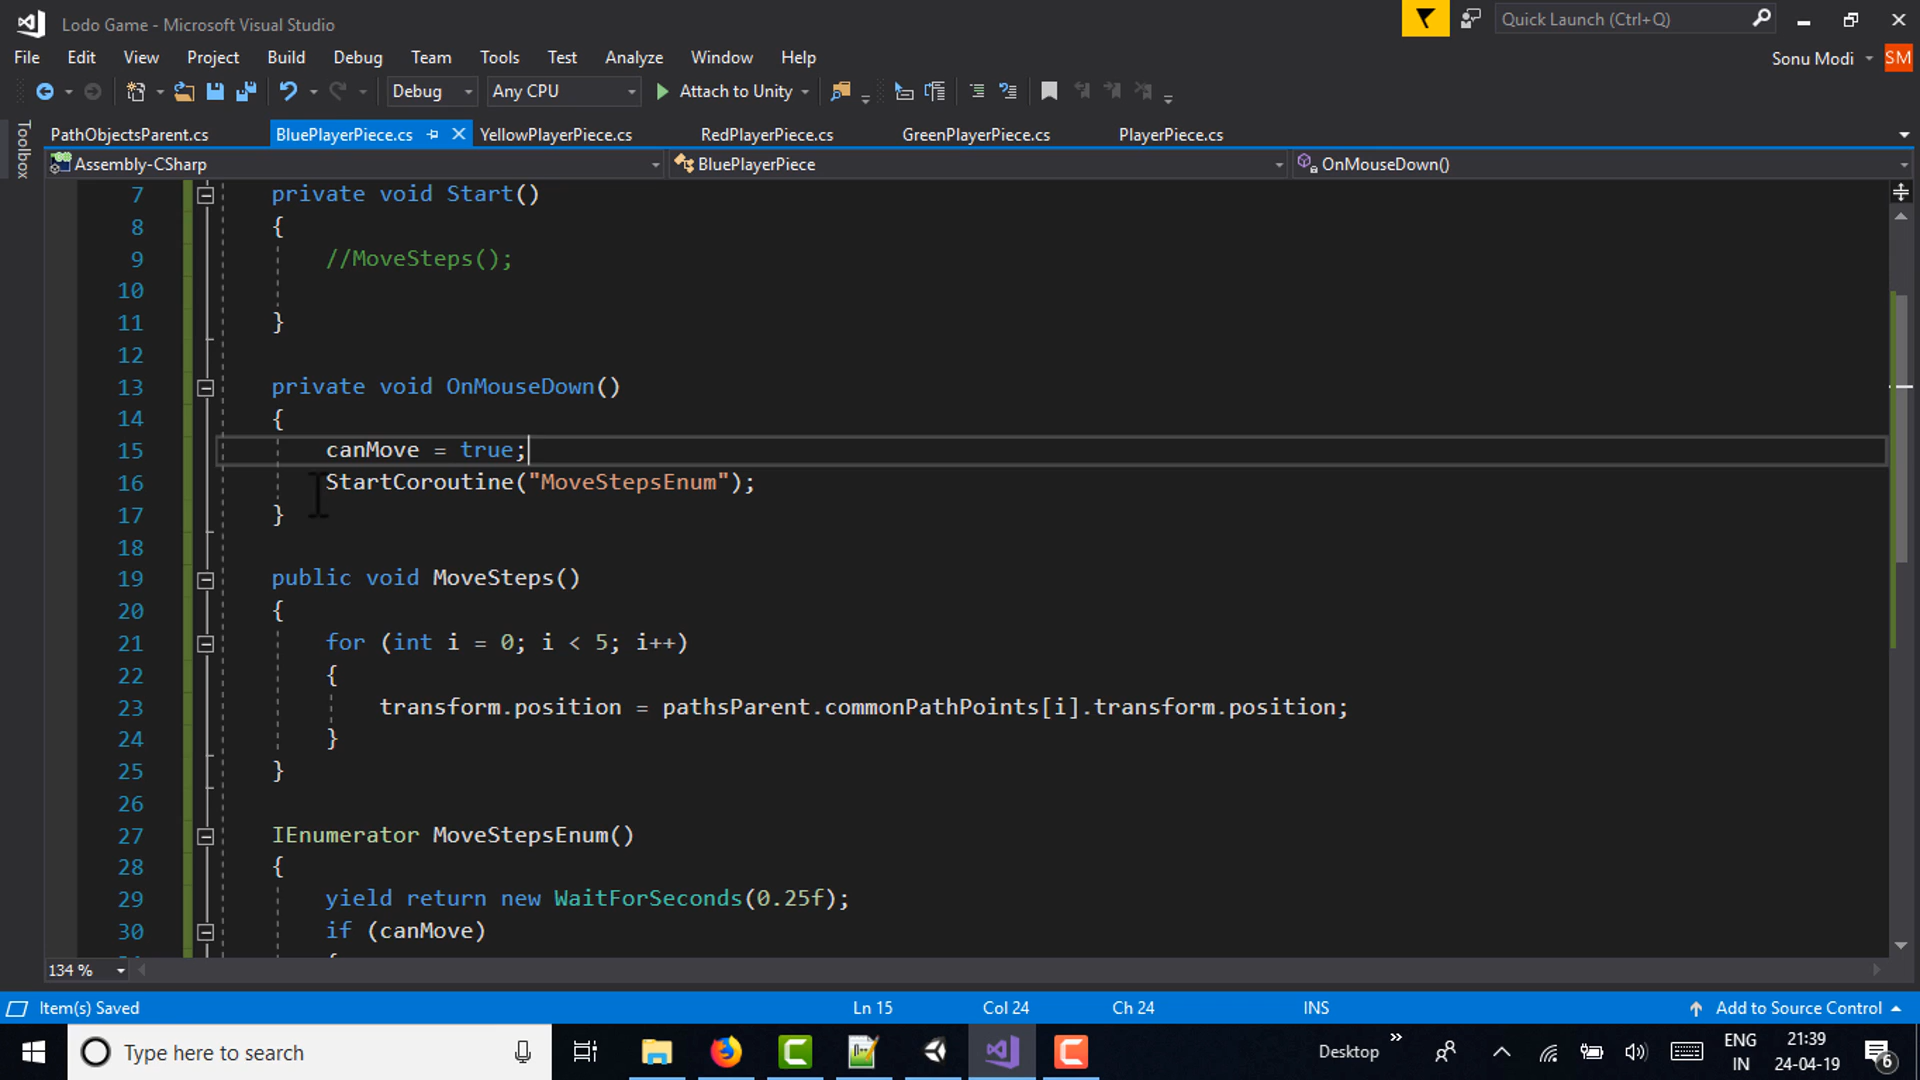 Lodo Game - Microsoft Visual Studio
Quick Launch (Ctrl+Q)
File Edit View Project Build Debug Team Tools Test Analyze Window Help
Sonu Modi SM
Debug Any CPU Attach to Unity
Toolbox
PathObjectsParent.cs BluePlayerPiece.cs YellowPlayerPiece.cs RedPlayerPiece.cs GreenPlayerPiece.cs PlayerPiece.cs
Assembly-CSharp BluePlayerPiece OnMouseDown()
7 private void Start()
8 {
9 //MoveSteps();
10
11 }
12
13 private void OnMouseDown()
14 {
15 canMove = true;
16 StartCoroutine("MoveStepsEnum");
17 }
18
19 public void MoveSteps()
20 {
21 for (int i = 0; i < 5; i++)
22 {
23 transform.position = pathsParent.commonPathPoints[i].transform.position;
24 }
25 }
26
27 IEnumerator MoveStepsEnum()
28 {
29 yield return new WaitForSeconds(0.25f);
30 if (canMove)
134 %
Item(s) Saved Ln 15 Col 24 Ch 24 INS Add to Source Control
Type here to search
Desktop
ENG
IN
21:39
24-04-19
6